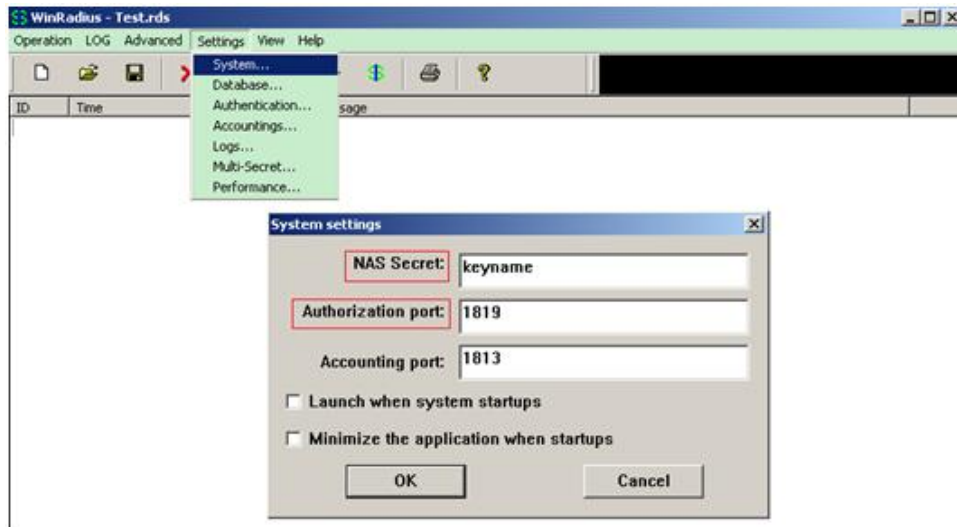 WinRadius - Test.rds
Operation LOG Advanced Settings View Help
System...
Database...
Authentication...
Accountings...
Logs...
Multi-Secret...
Performance...
ID Time sage
System settings
NAS Secret: keyname
Authorization port: 1819
Accounting port: 1813
Launch when system startups
Minimize the application when startups
OK Cancel